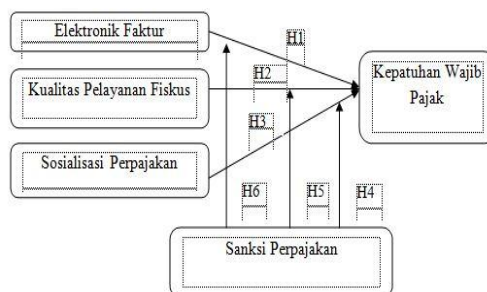 Elektronik Faktur
H1
Kepatuhan Wajib
Pajak
H2
Kualitas Pelayanan Fiskus
H3
Sosialisasi Perpajakan
H6
H5
H4
Sanksi Perpajakan